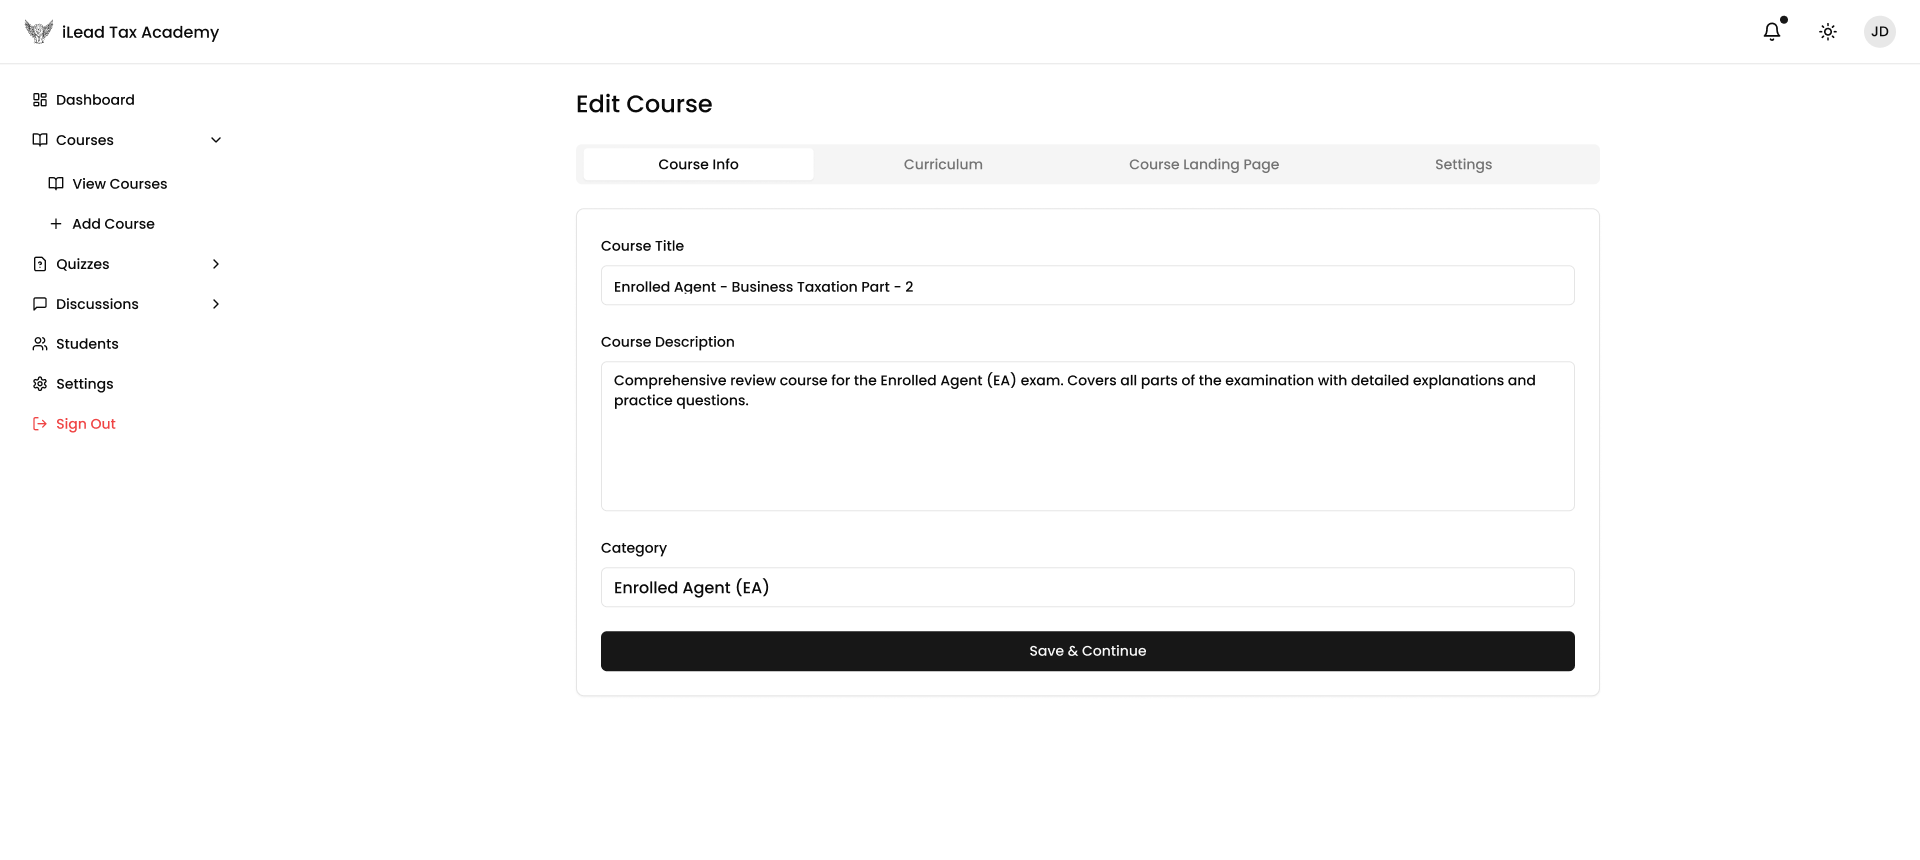 iLead Tax Academy
JD
Dashboard
Courses
View Courses
Add Course
Quizzes
Discussions
Students
Settings
Sign Out
Edit Course
Course Info
Curriculum
Course Landing Page
Settings
Course Title
Enrolled Agent - Business Taxation Part - 2
Course Description
Comprehensive review course for the Enrolled Agent (EA) exam. Covers all parts of the examination with detailed explanations and
practice questions.
Category
Enrolled Agent (EA)
Save & Continue